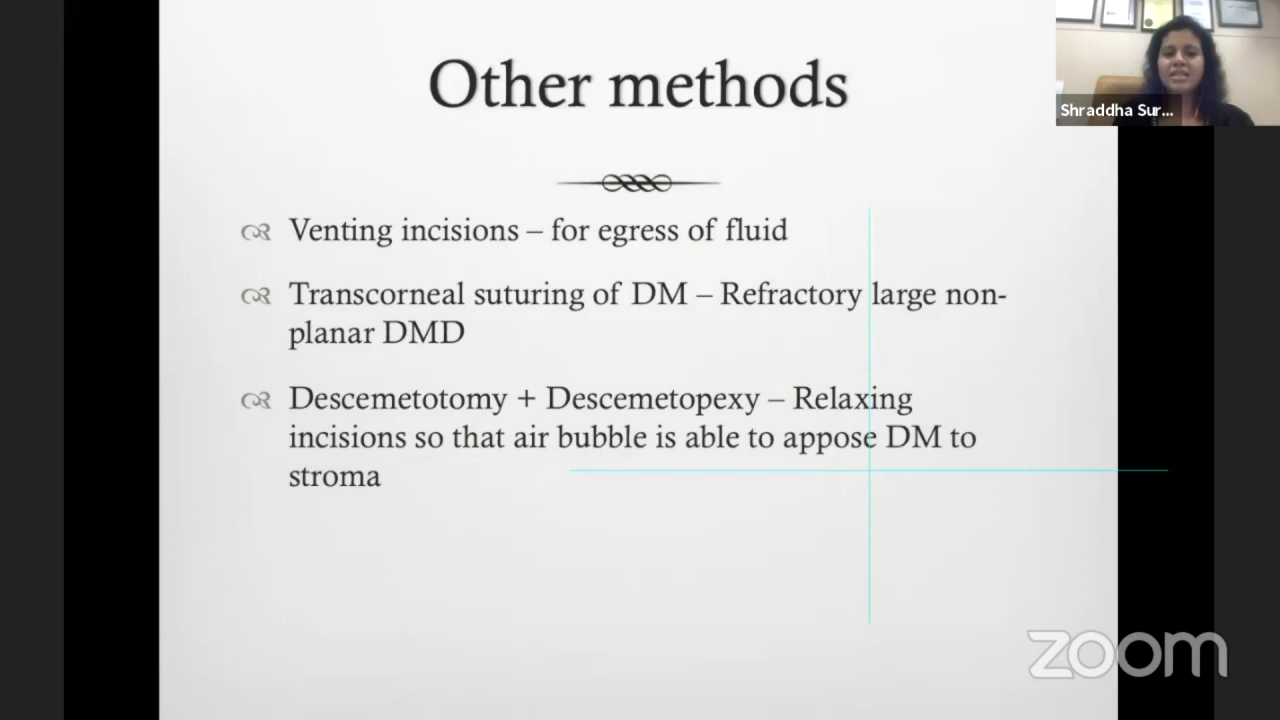 Other methods
Shraddha Sur...
Venting incisions – for egress of fluid
Transcorneal suturing of DM – Refractory large non-
planar DMD
Descemetotomy + Descemetopexy – Relaxing
incisions so that air bubble is able to appose DM to
stroma
zoom